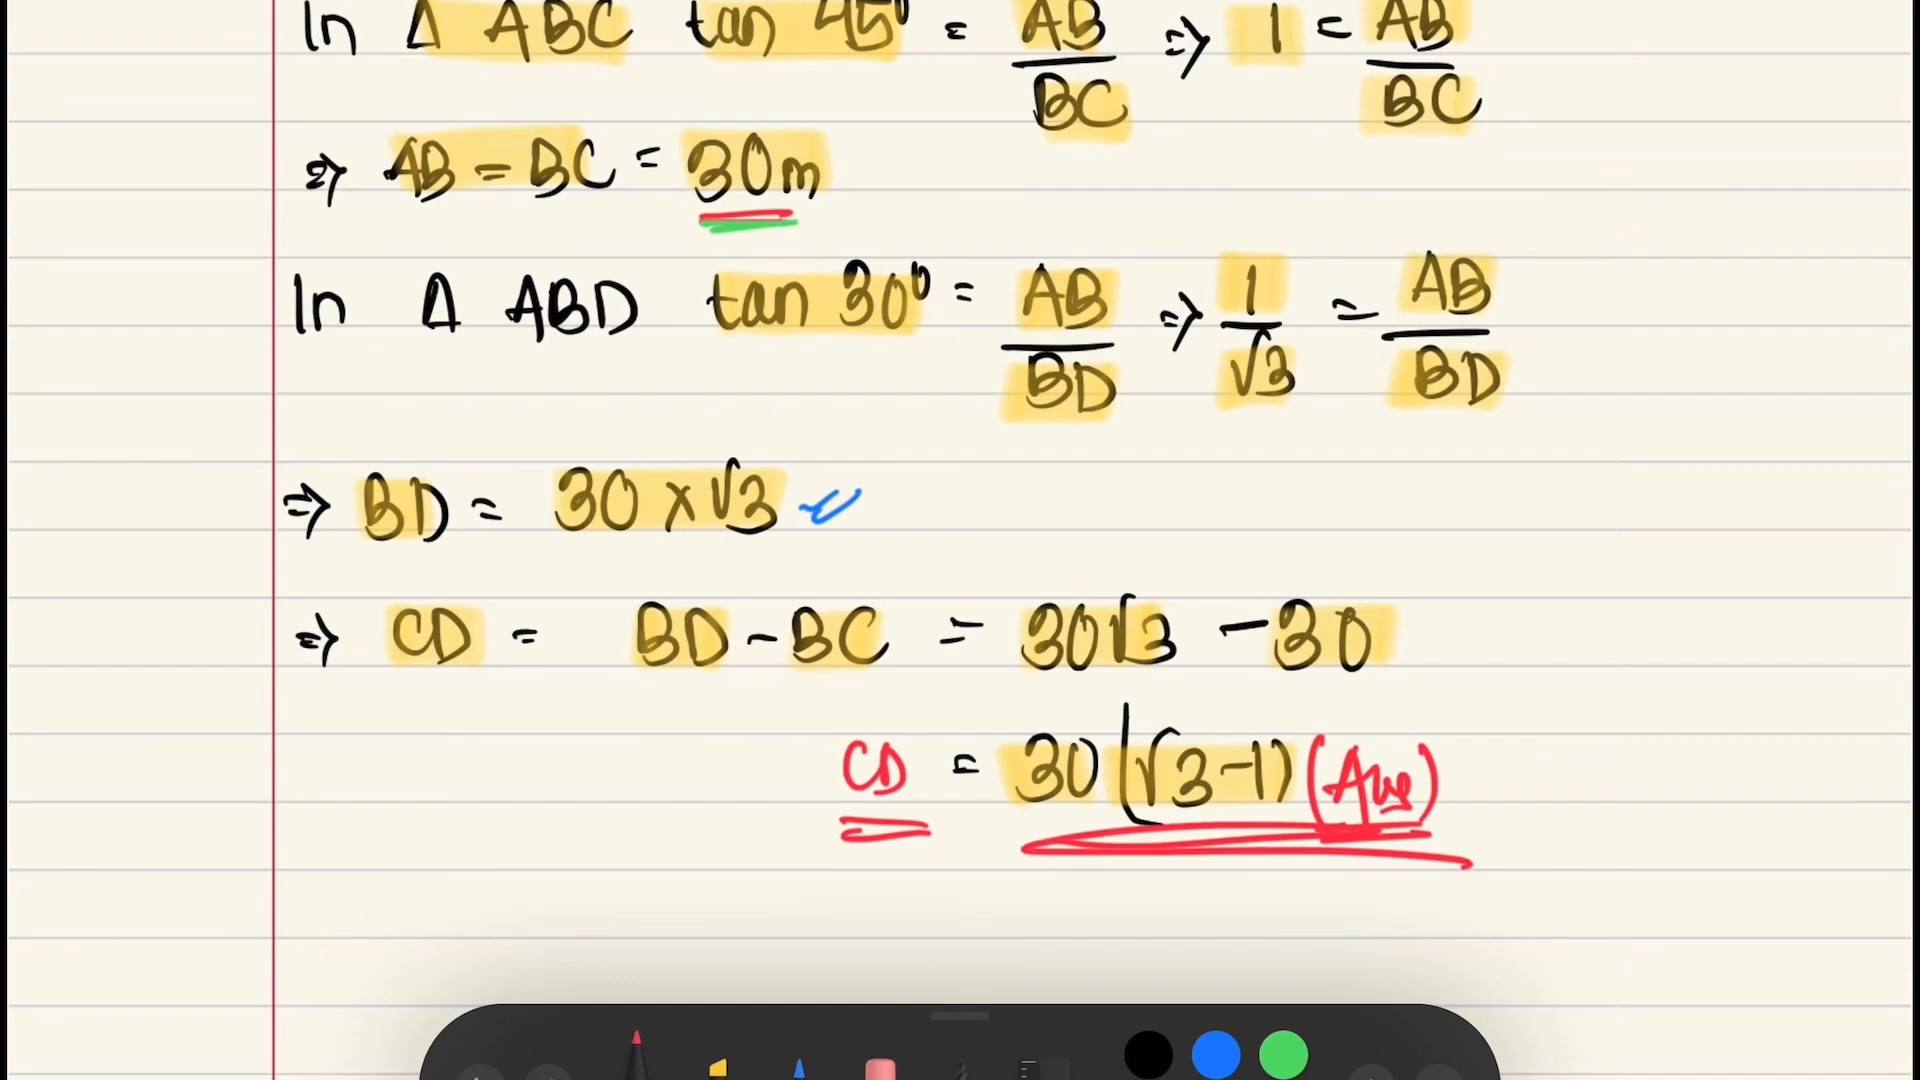 In Δ ABC tan 45° = AB/BC ⇒ 1 = AB/BC
⇒ AB = BC = 30m
In Δ ABD tan 30° = AB/BD ⇒ 1/√3 = AB/BD
⇒ BD = 30 × √3
⇒ CD = BD - BC = 30√3 - 30
CD = 30(√3-1) (Ans)